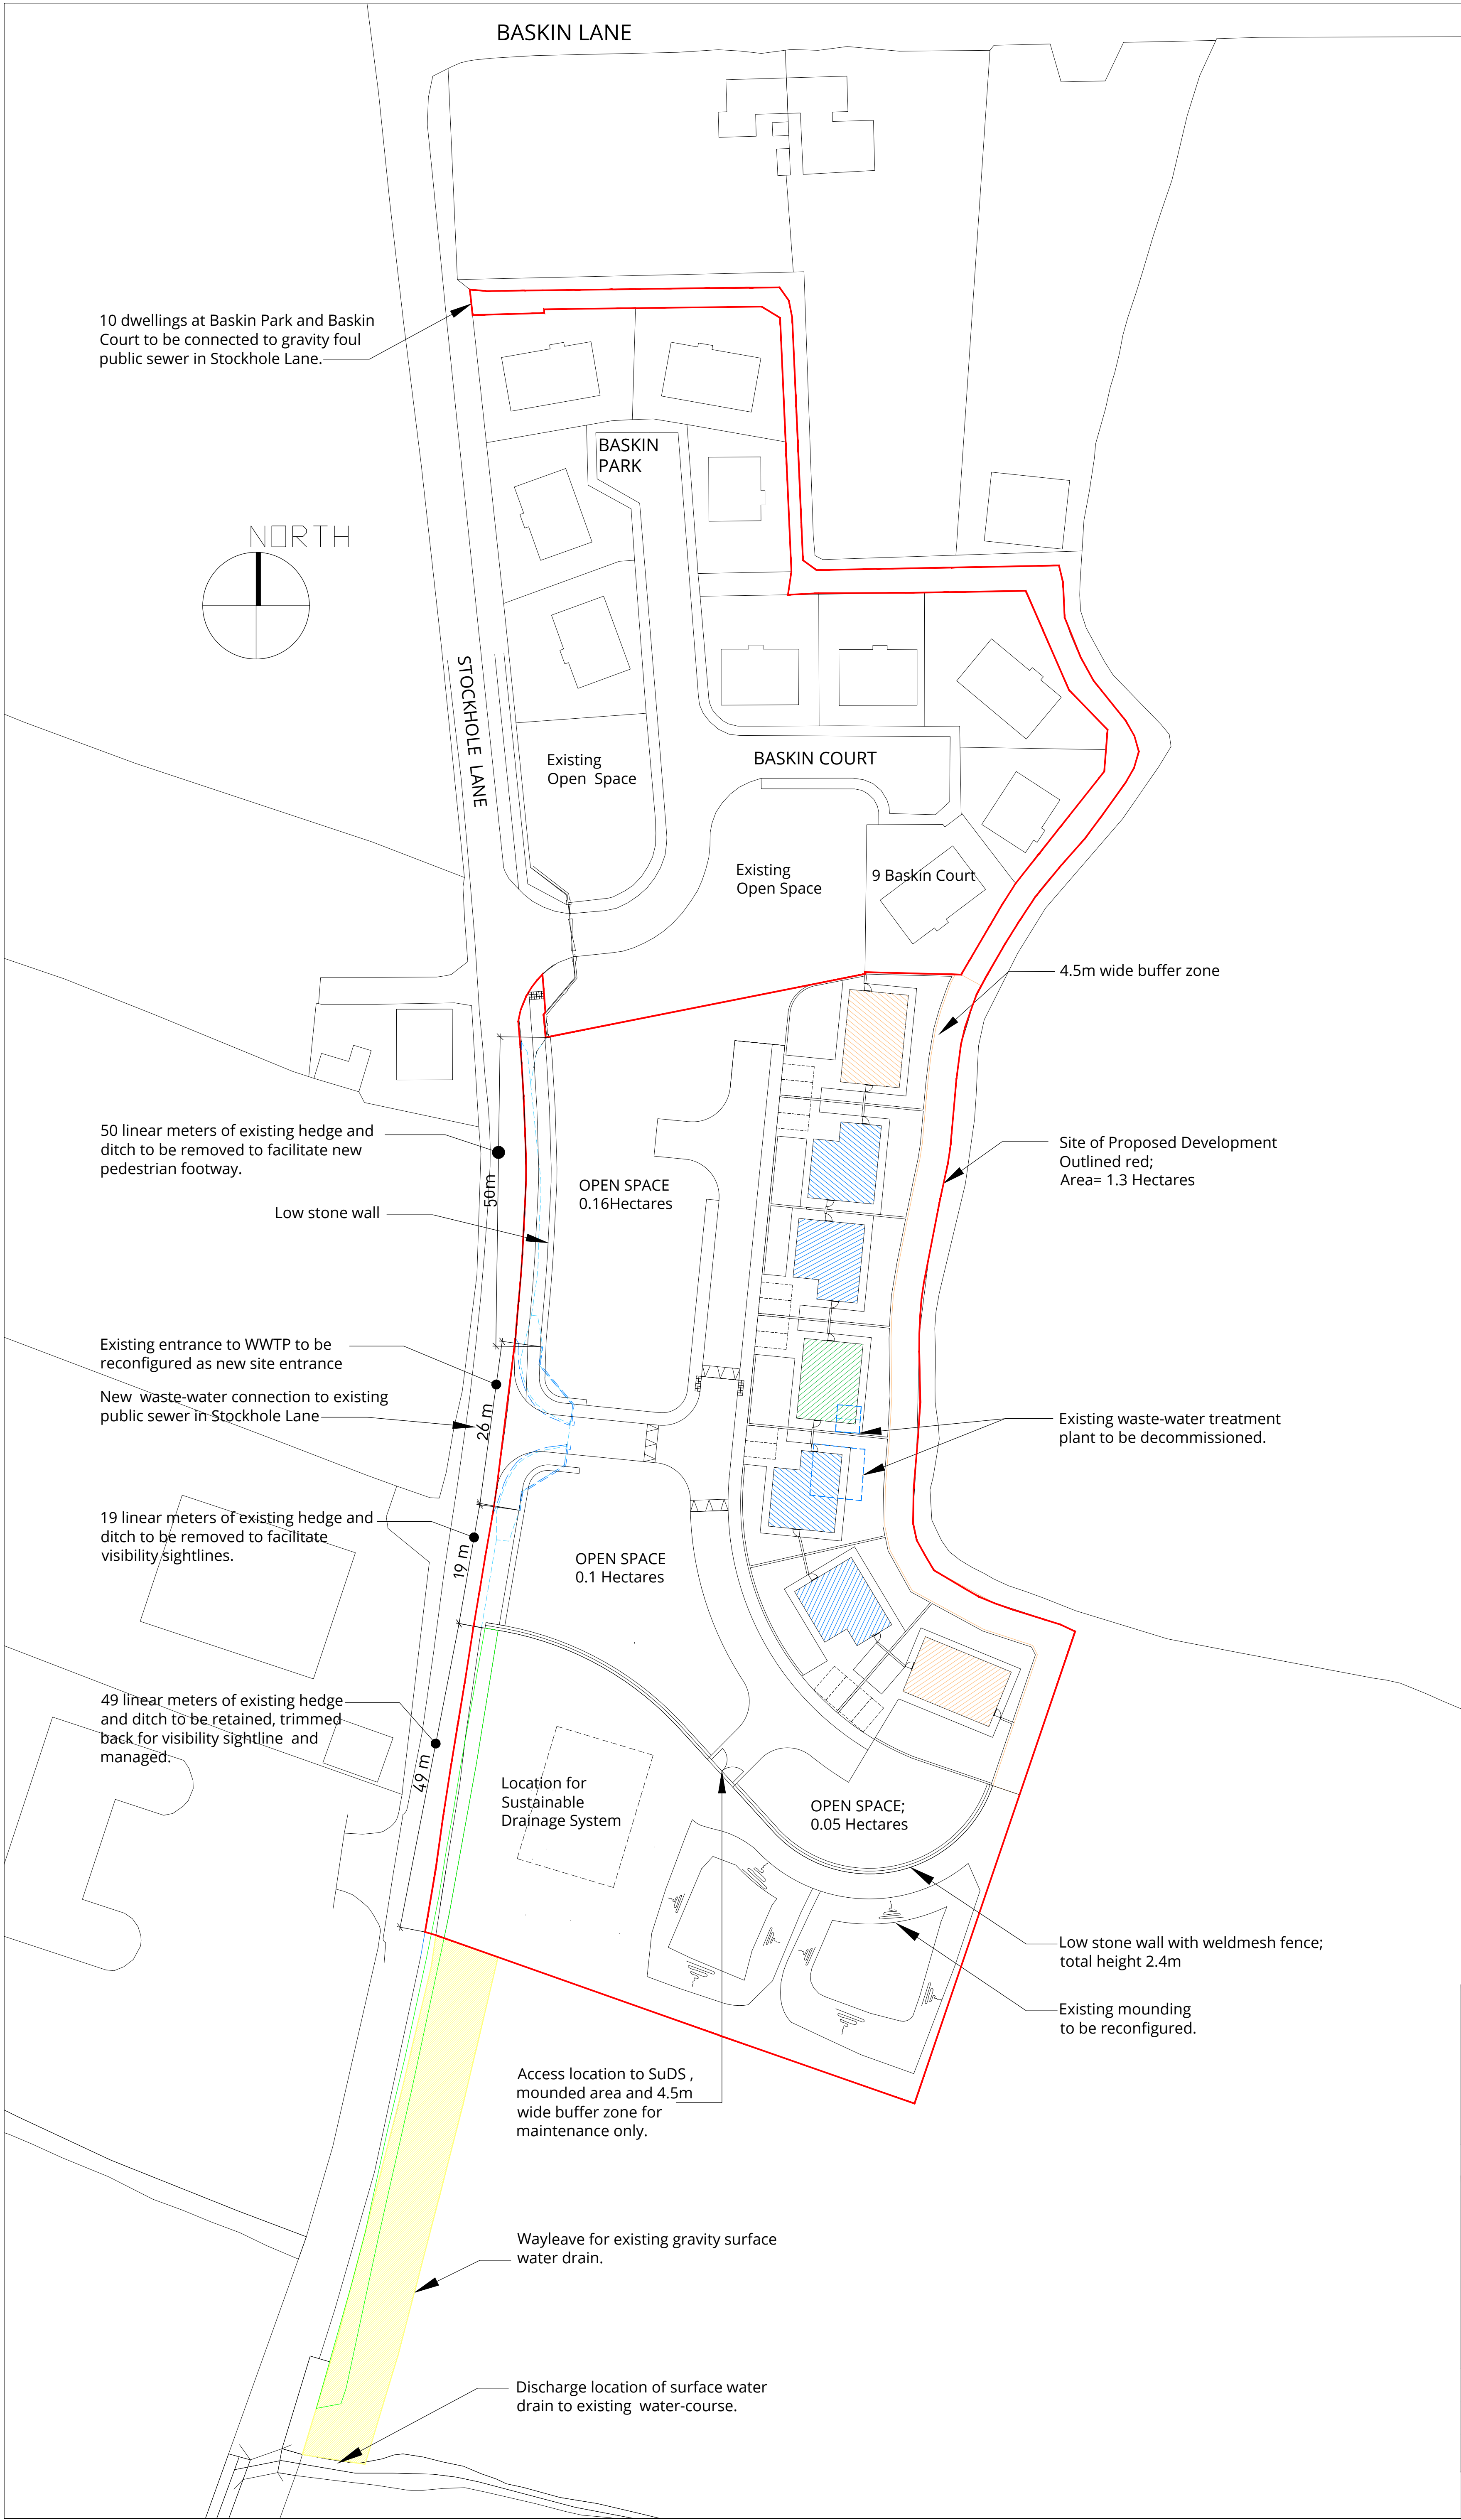 BASKIN LANE
10 dwellings at Baskin Park and Baskin
Court to be connected to gravity foul
public sewer in Stockhole Lane.
BASKIN
PARK
NORTH
STOCKHOLE LANE
Existing
Open Space
BASKIN COURT
Existing
Open Space
9 Baskin Court
4.5m wide buffer zone
50 linear meters of existing hedge and
ditch to be removed to facilitate new
pedestrian footway.
Site of Proposed Development
Outlined red;
Area= 1.3 Hectares
50m
OPEN SPACE
0.16Hectares
Low stone wall
Existing entrance to WWTP to be
reconfigured as new site entrance
New waste-water connection to existing
public sewer in Stockhole Lane
26 m
Existing waste-water treatment
plant to be decommissioned.
19 linear meters of existing hedge and
ditch to be removed to facilitate
visibility sightlines.
19 m
OPEN SPACE
0.1 Hectares
49 linear meters of existing hedge
and ditch to be retained, trimmed
back for visibility sightline and
managed.
49 m
Location for
Sustainable
Drainage System
OPEN SPACE;
0.05 Hectares
Low stone wall with weldmesh fence;
total height 2.4m
Existing mounding
to be reconfigured.
Access location to SuDS ,
mounded area and 4.5m
wide buffer zone for
maintenance only.
Wayleave for existing gravity surface
water drain.
Discharge location of surface water
drain to existing water-course.